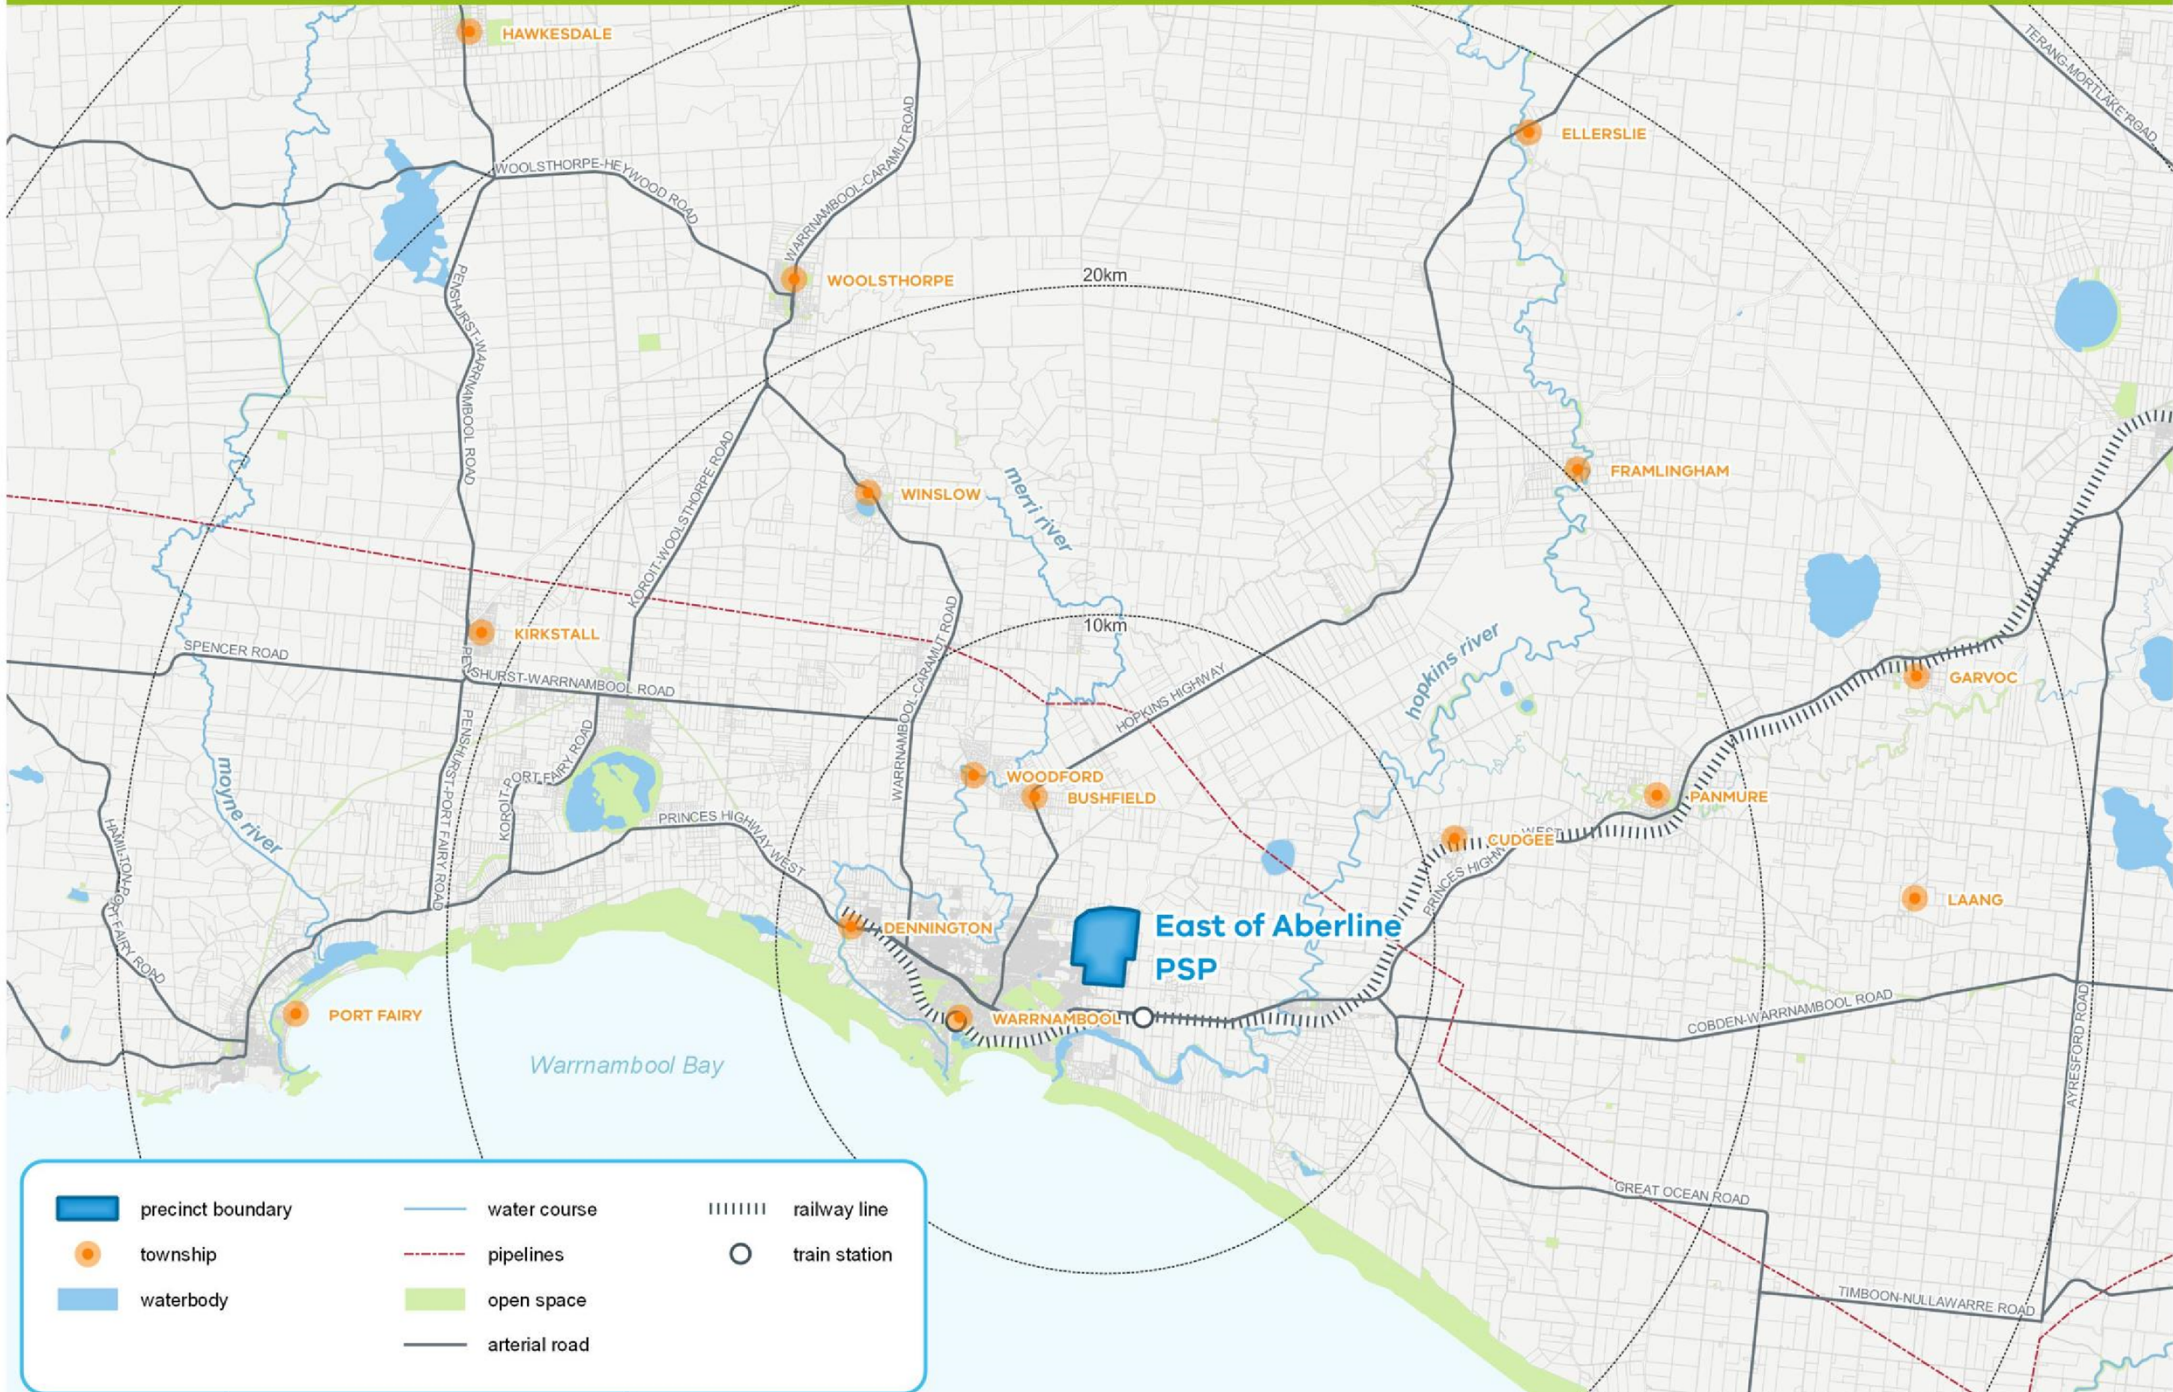 HAWKESDALE
TERANG-MORTLAKE ROAD
ELLERSLIE
WOOLSTHORPE-HEYWOOD ROAD
WARRNAMBOOL-CARAMUT ROAD
WOOLSTHORPE
20km
PENSHURST-WARRNAMBOOL ROAD
KOROIT-WOOLSTHORPE ROAD
WINSLOW
merri river
FRAMLINGHAM
10km
KIRKSTALL
SPENCER ROAD
PENSHURST-WARRNAMBOOL ROAD
WARRNAMBOOL-CARAMUT ROAD
HOPKINS HIGHWAY
hopkins river
GARVOC
PENSHURST-PORT FAIRY ROAD
KOROIT-PORT FAIRY ROAD
moyne river
WOODFORD
BUSHFIELD
PANMURE
PRINCES HIGHWAY WEST
HAMILTON-PORT FAIRY ROAD
CUDGEE
PRINCES HIGHWAY WEST
LAANG
DENNINGTON
East of Aberline
PSP
PORT FAIRY
WARRNAMBOOL
COBDEN-WARRNAMBOOL ROAD
AYRESFORD ROAD
Warrnambool Bay
GREAT OCEAN ROAD
TIMBOON-NULLAWARRE ROAD
precinct boundary
water course
railway line
township
pipelines
train station
waterbody
open space
arterial road